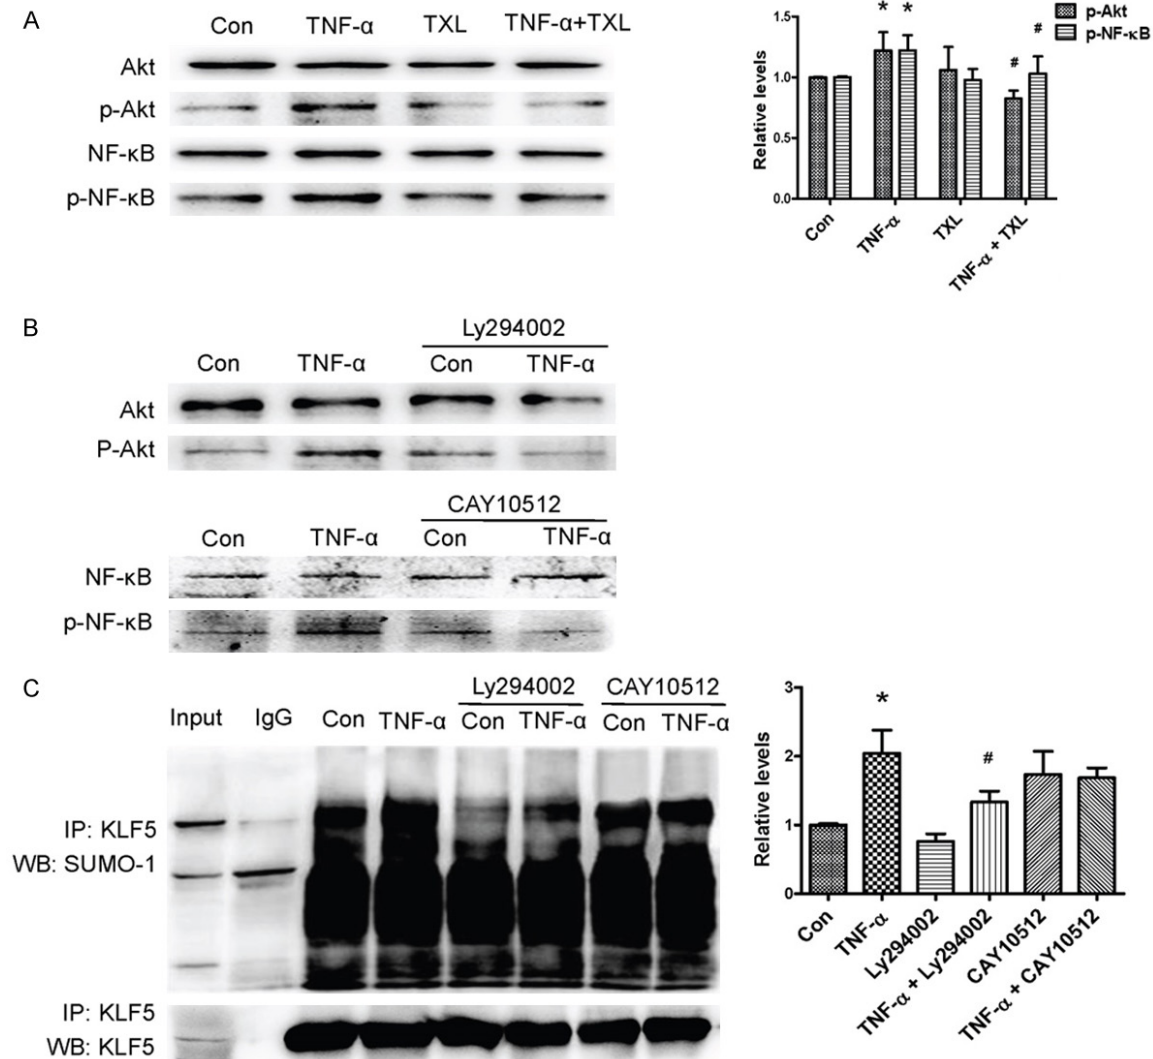 A
Con TNF-α TXL TNF-α+TXL
Akt
p-Akt
NF-κB
p-NF-κB
p-Akt
p-NF-κB
Relative levels
1.5
1.0
0.5
0.0
* *
# #
Con
TNF-α
TXL
TNF-α + TXL
B
Ly294002
Con TNF-α Con TNF-α
Akt
P-Akt
CAY10512
Con TNF-α Con TNF-α
NF-κB
p-NF-κB
C
Ly294002 CAY10512
Input IgG Con TNF-α Con TNF-α Con TNF-α
IP: KLF5
WB: SUMO-1
IP: KLF5
WB: KLF5
Relative levels
3
2
1
0
*
#
Con
TNF-α
Ly294002
TNF-α + Ly294002
CAY10512
TNF-α + CAY10512